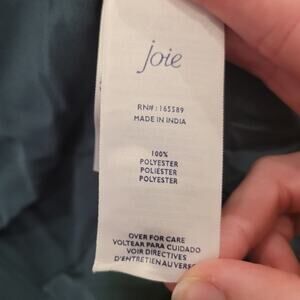 joie
RN#: 165589
MADE IN INDIA
100%
POLYESTER
POLIESTER
POLYESTER
OVER FOR CARE
VOLTEAR PARA CUIDADO
VOIR DIRECTIVES
D'ENTRETIEN AU VERSO